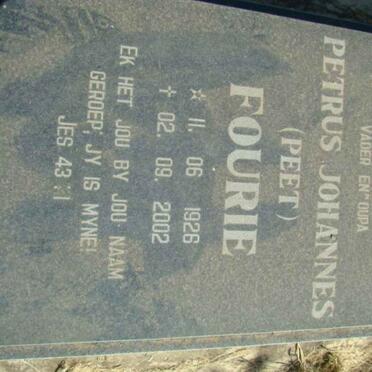 VADER EN OUPA
PETRUS JOHANNES
(PEET)
FOURIE
☆ 11. 06 1926
✝ 02. 09. 2002
EK HET JOU BY JOU NAAM
GEROEP, JY IS MYNE!
JES 43:1